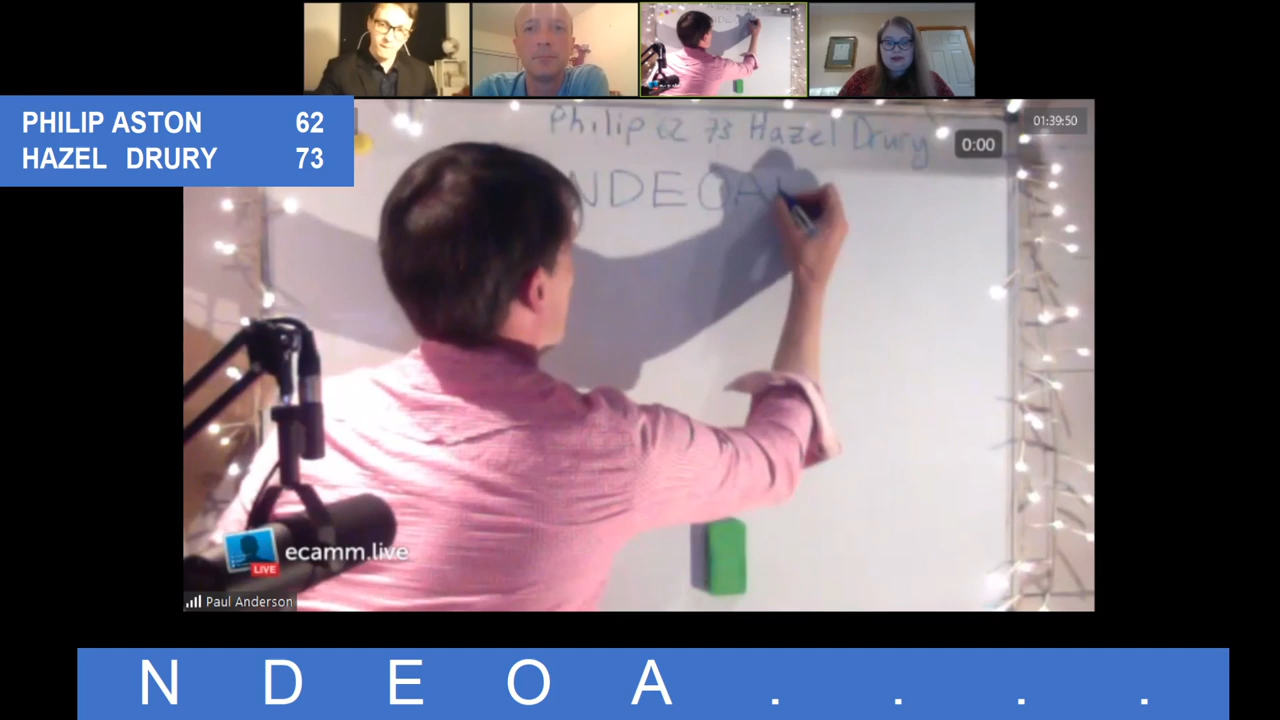 PHILIP ASTON 62
HAZEL DRURY 73
01:39:50
0:00
Philip 62 73 Hazel Drury
NDEOA
ecamm.live
LIVE
Paul Anderson
N D E O A . . . .